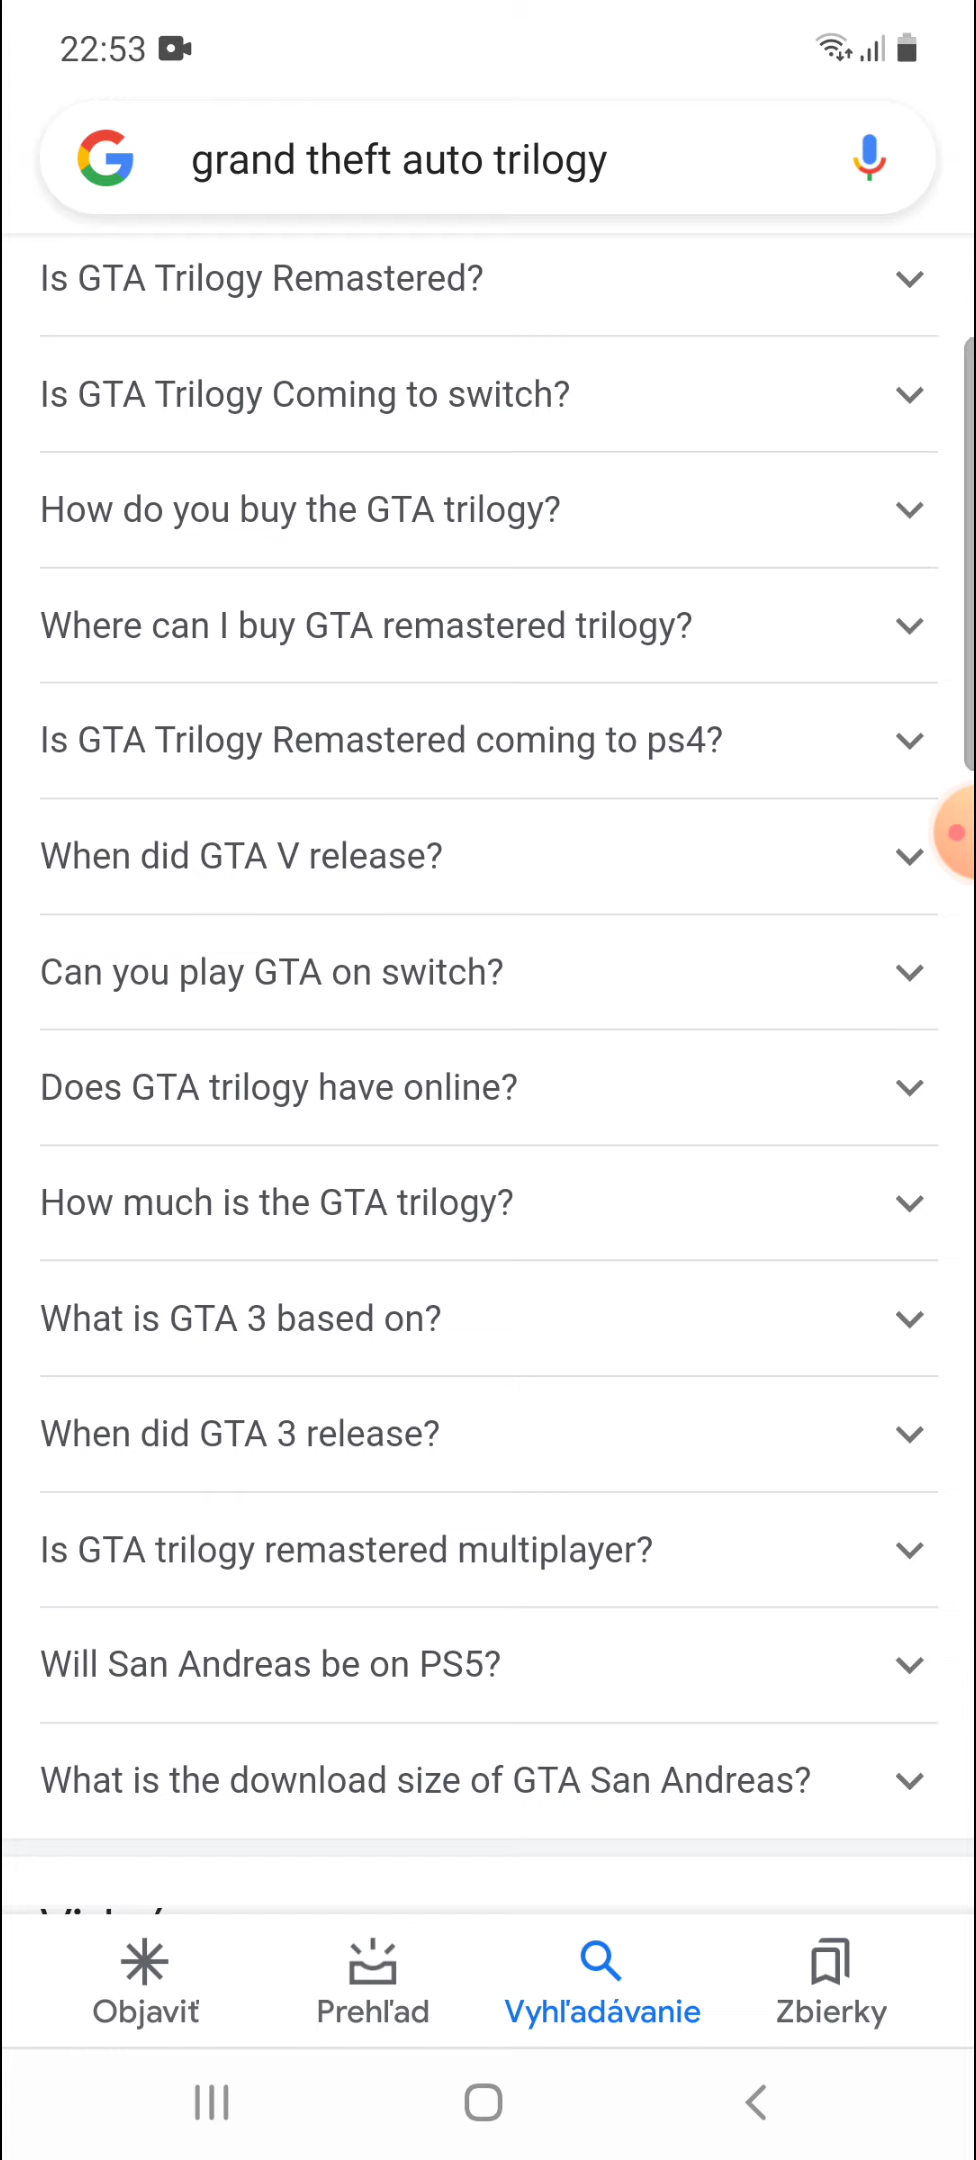 22:53
grand theft auto trilogy
Is GTA Trilogy Remastered?
Is GTA Trilogy Coming to switch?
How do you buy the GTA trilogy?
Where can I buy GTA remastered trilogy?
Is GTA Trilogy Remastered coming to ps4?
When did GTA V release?
Can you play GTA on switch?
Does GTA trilogy have online?
How much is the GTA trilogy?
What is GTA 3 based on?
When did GTA 3 release?
Is GTA trilogy remastered multiplayer?
Will San Andreas be on PS5?
What is the download size of GTA San Andreas?
Objaviť
Prehľad
Vyhľadávanie
Zbierky